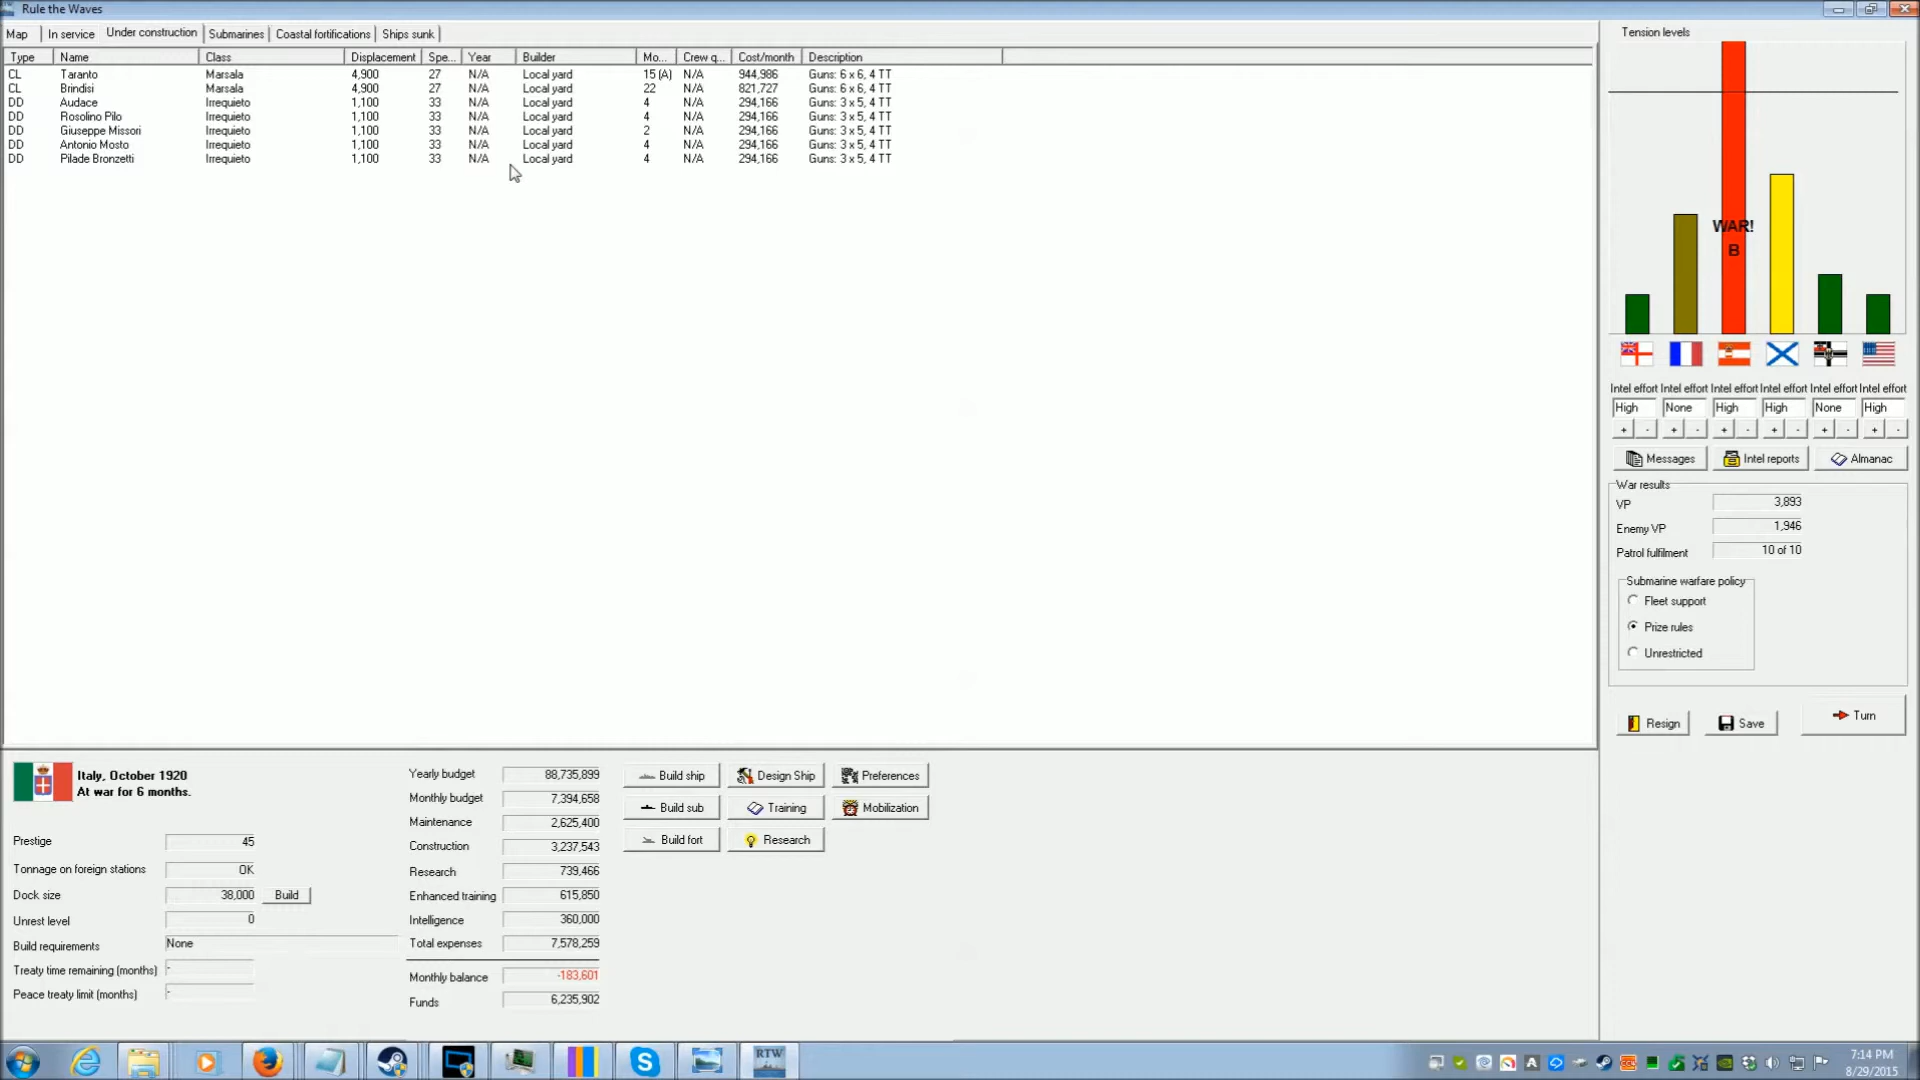 Rule the Waves
Map In service Under construction Submarines Coastal fortifications Ships sunk
Type Name Class Displacement Spe... Year Builder Mo... Crew q... Cost/month Description
CL Taranto Marsala 4,900 27 N/A Local yard 15 (A) N/A 944,986 Guns: 6 x 6, 4 TT
CL Brindisi Marsala 4,900 27 N/A Local yard 22 N/A 821,727 Guns: 6 x 6, 4 TT
DD Audace Irrequieto 1,100 33 N/A Local yard 4 N/A 294,166 Guns: 3 x 5, 4 TT
DD Rosolino Pilo Irrequieto 1,100 33 N/A Local yard 4 N/A 294,166 Guns: 3 x 5, 4 TT
DD Giuseppe Missori Irrequieto 1,100 33 N/A Local yard 2 N/A 294,166 Guns: 3 x 5, 4 TT
DD Antonio Mosto Irrequieto 1,100 33 N/A Local yard 4 N/A 294,166 Guns: 3 x 5, 4 TT
DD Pilade Bronzetti Irrequieto 1,100 33 N/A Local yard 4 N/A 294,166 Guns: 3 x 5, 4 TT
Tension levels
WAR!
B
Intel effort Intel effort Intel effort Intel effort Intel effort Intel effort
High None High High None High
+ - + - + - + - + - + -
Messages Intel reports Almanac
War results
VP 3,893
Enemy VP 1,946
Patrol fulfilment 10 of 10
Submarine warfare policy
Fleet support
Prize rules
Unrestricted
Resign Save Turn
Italy, October 1920
At war for 6 months.
Prestige 45
Tonnage on foreign stations OK
Dock size 38,000 Build
Unrest level 0
Build requirements None
Treaty time remaining (months) -
Peace treaty limit (months) -
Yearly budget 88,735,899
Monthly budget 7,394,658
Maintenance 2,625,400
Construction 3,237,543
Research 739,466
Enhanced training 615,850
Intelligence 360,000
Total expenses 7,578,259
Monthly balance -183,601
Funds 6,235,902
Build ship Design Ship Preferences
Build sub Training Mobilization
Build fort Research
RTW
7:14 PM
8/29/2015